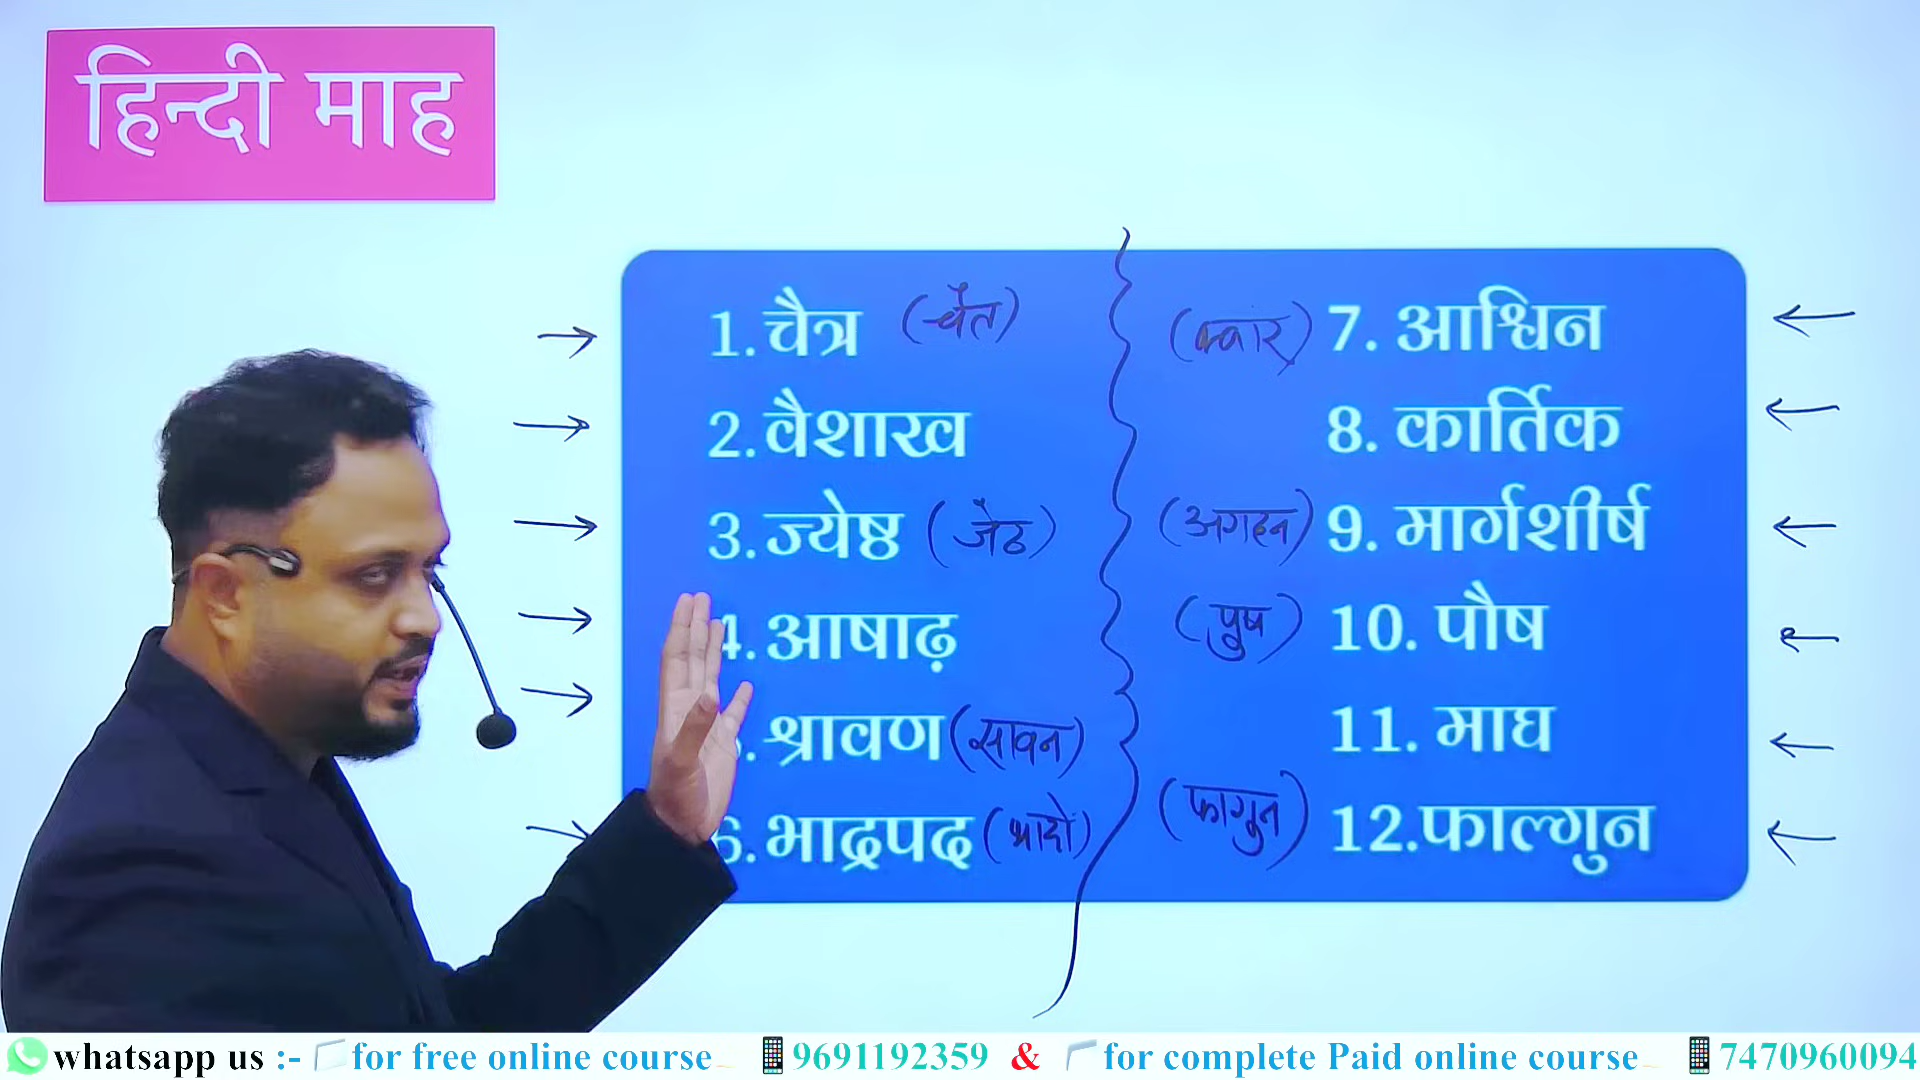 हिन्दी माह
1. चैत्र (चैत)
2. वैशाख
3. ज्येष्ठ (जेठ)
4. आषाढ़
5. श्रावण (सावन)
6. भाद्रपद (भादो)
(क्वार) 7. आश्विन
8. कार्तिक
(अगहन) 9. मार्गशीर्ष
(पुष) 10. पौष
11. माघ
(फागुन) 12. फाल्गुन
whatsapp us :- for free online course 9691192359 & for complete Paid online course 7470960094